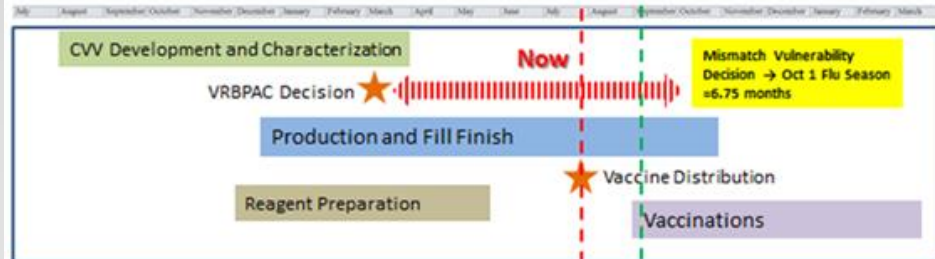 July August September October November December January February March April May June July August September October November December January February March
CVV Development and Characterization
Now
Mismatch Vulnerability
Decision → Oct 1 Flu Season
=6.75 months
VRBPAC Decision
Production and Fill Finish
Vaccine Distribution
Reagent Preparation
Vaccinations